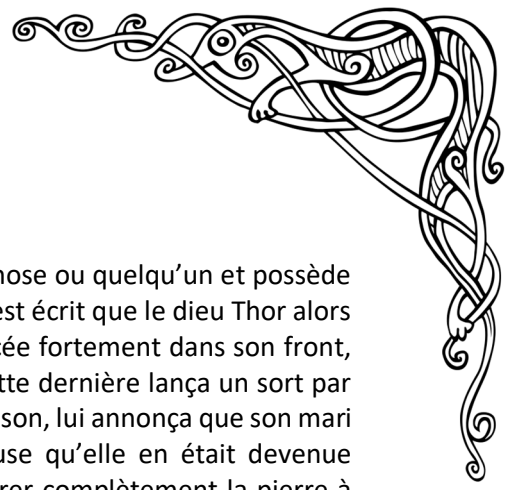 ose ou quelqu’un et possède
est écrit que le dieu Thor alors
cée fortement dans son front,
tte dernière lança un sort par
son, lui annonça que son mari
use qu’elle en était devenue
rer complètement la pierre à